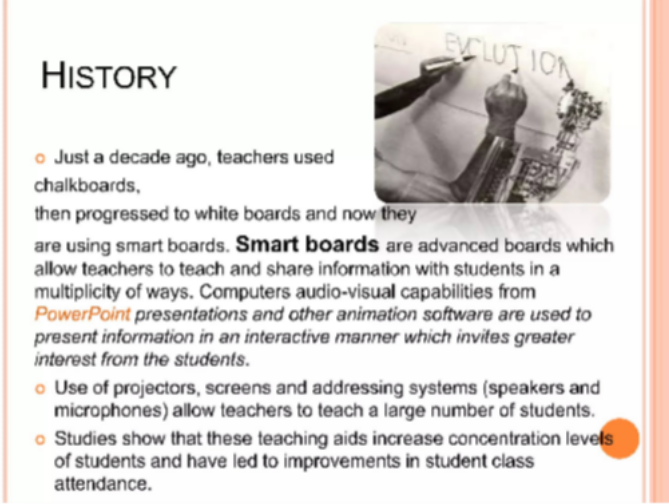 EVOLUTION
HISTORY
Just a decade ago, teachers used
chalkboards,
then progressed to white boards and now they
are using smart boards. Smart boards are advanced boards which
allow teachers to teach and share information with students in a
multiplicity of ways. Computers audio-visual capabilities from
PowerPoint presentations and other animation software are used to
present information in an interactive manner which invites greater
interest from the students.
Use of projectors, screens and addressing systems (speakers and
microphones) allow teachers to teach a large number of students.
Studies show that these teaching aids increase concentration levels
of students and have led to improvements in student class
attendance.